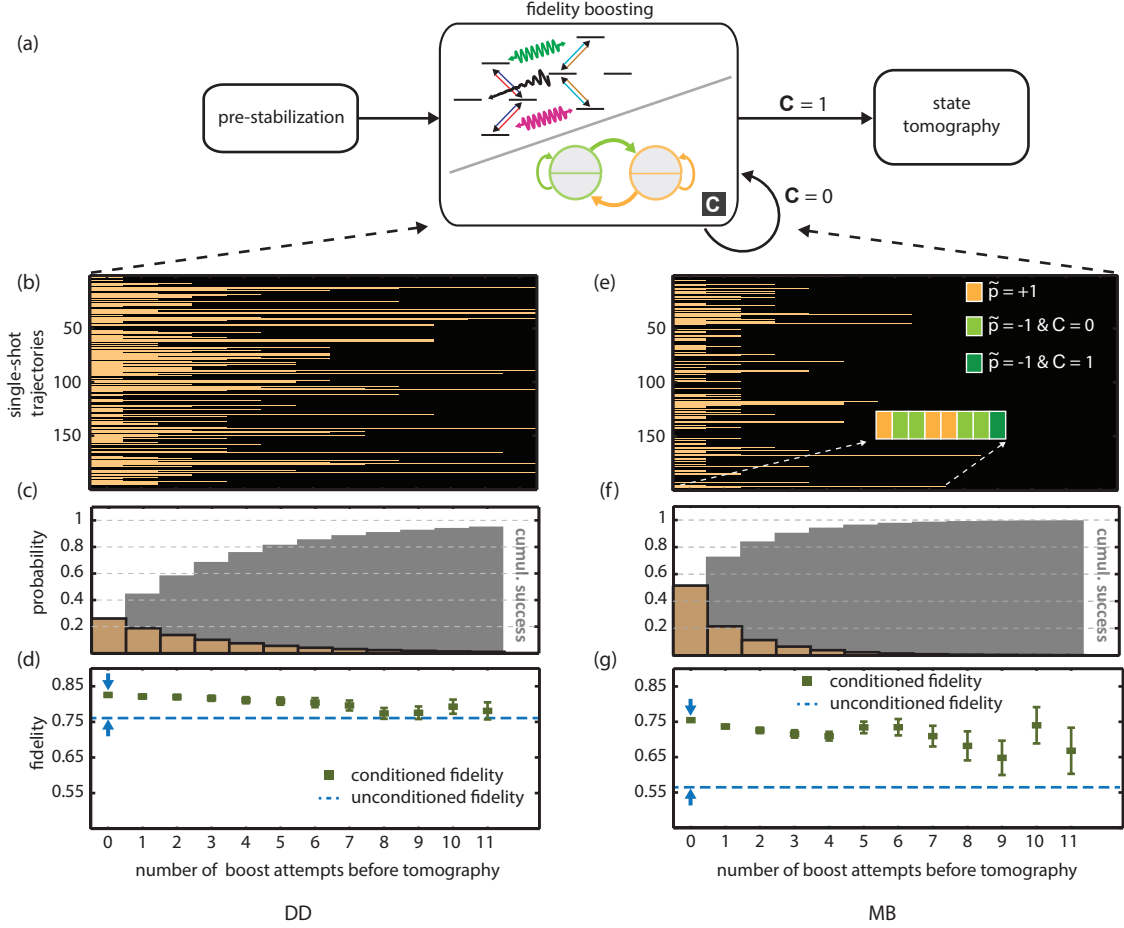 fidelity boosting
(a)
pre-stabilization
C = 1
state
tomography
C
C = 0
(b)
single-shot
trajectories
50
100
150
(c)
probability
1
0.8
0.6
0.4
0.2
cumul. success
(d)
fidelity
0.85
0.75
0.65
0.55
conditioned fidelity
unconditioned fidelity
0 1 2 3 4 5 6 7 8 9 10 11
number of boost attempts before tomography
DD
(e)
50
100
150
p̃ = +1
p̃ = -1 & C = 0
p̃ = -1 & C = 1
(f)
1
0.8
0.6
0.4
0.2
cumul. success
(g)
0.85
0.75
0.65
0.55
conditioned fidelity
unconditioned fidelity
0 1 2 3 4 5 6 7 8 9 10 11
number of boost attempts before tomography
MB